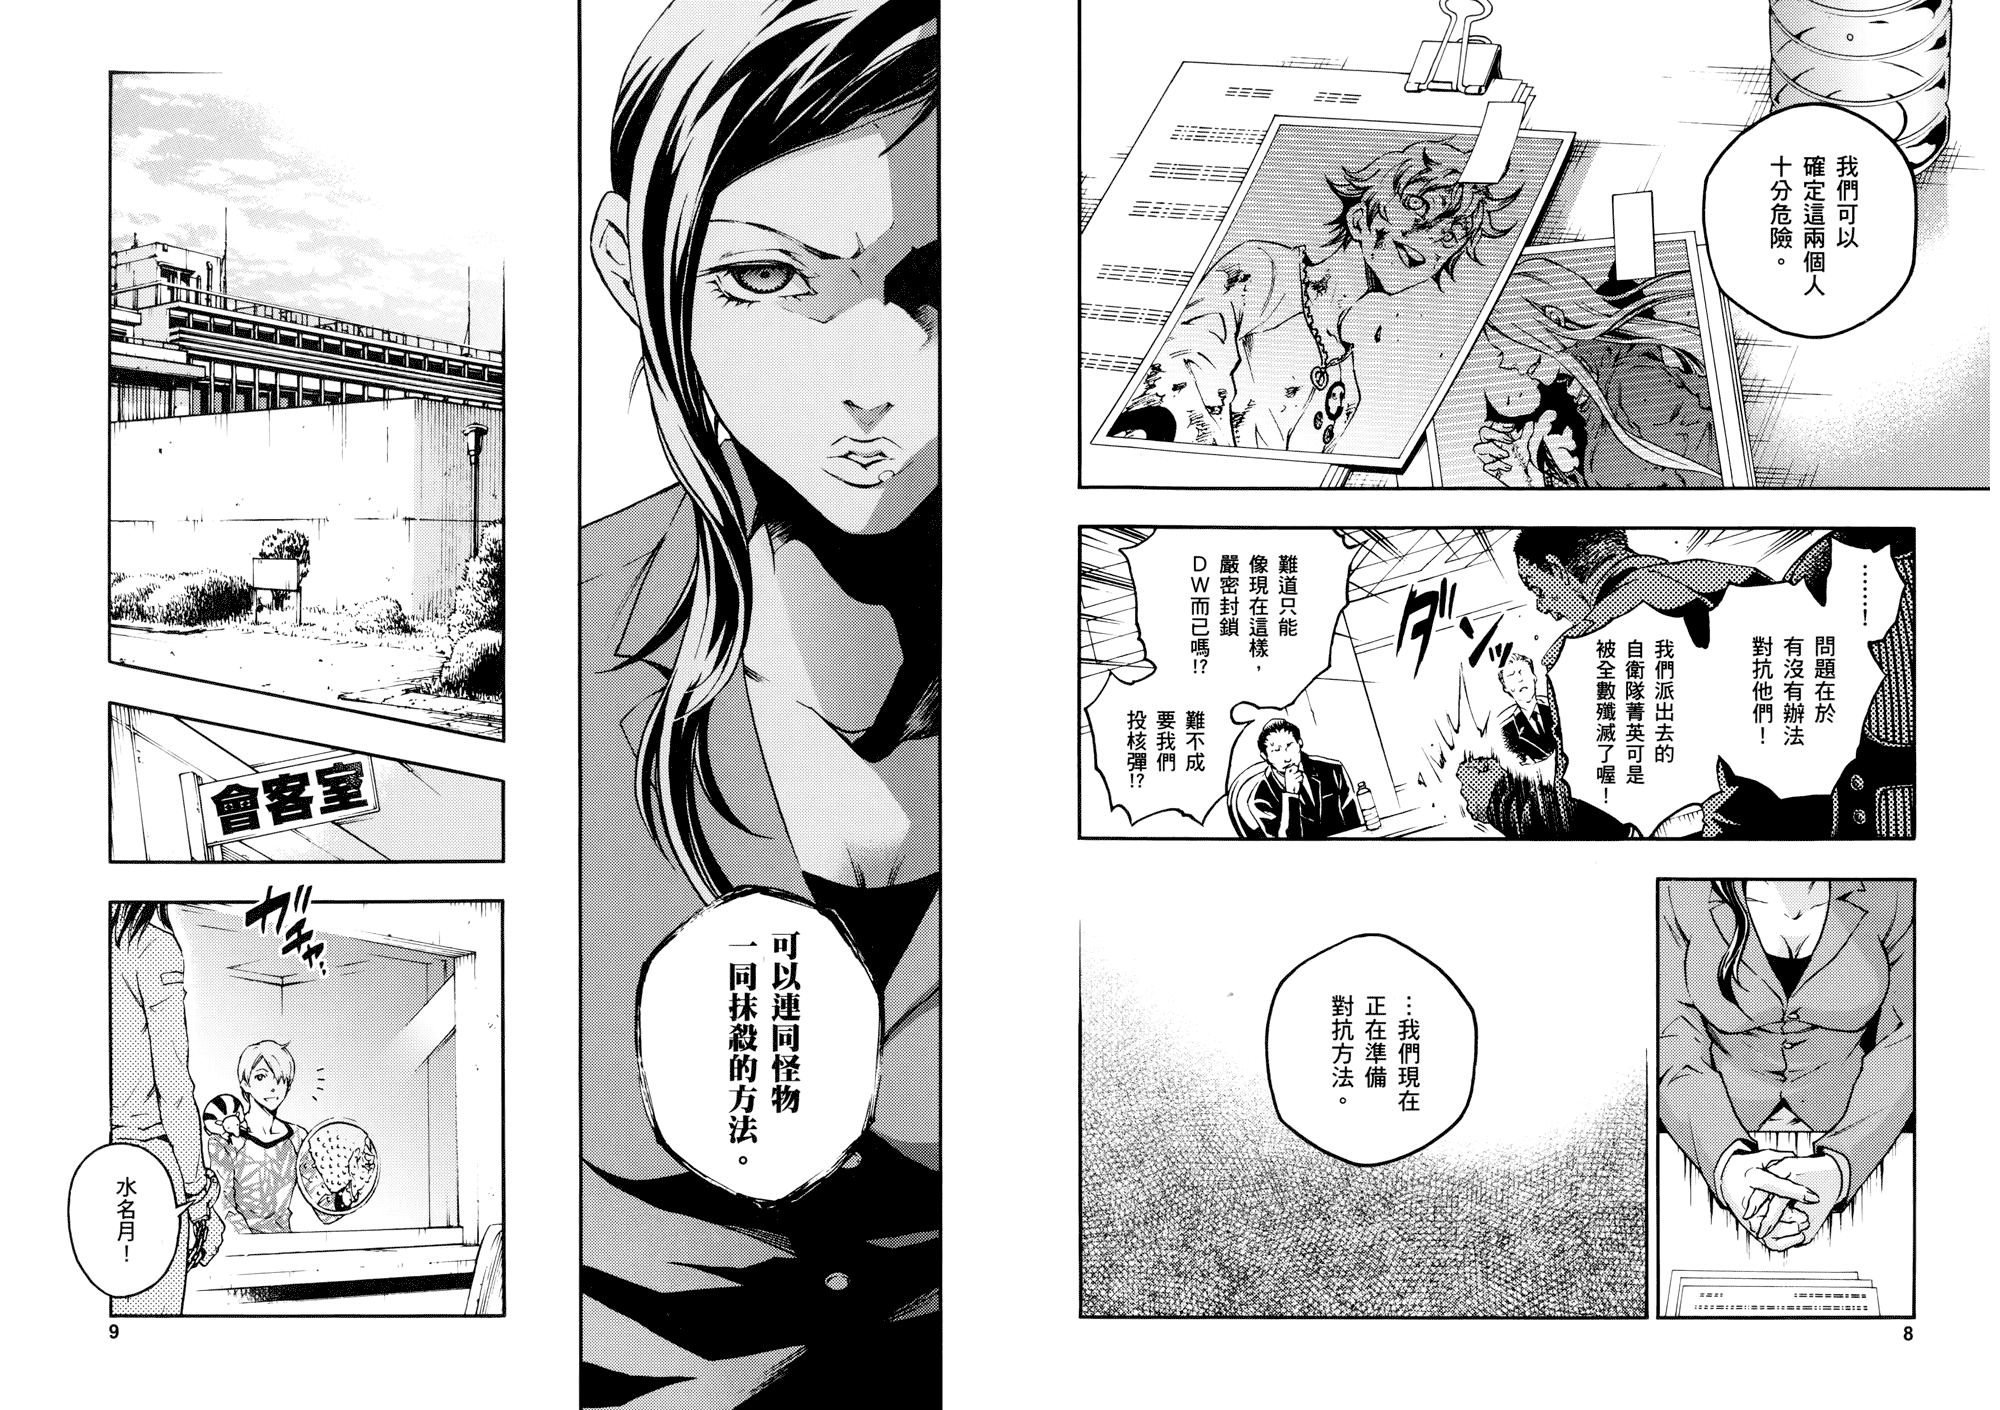 我們可以
確定這兩個人
十分危險。
……！
問題在於
有沒有辦法
對抗他們！
我們派出去的
自衛隊菁英可是
被全數殲滅了喔！
ダンッ
難道只能
像現在這樣，
嚴密封鎖
DW而已嗎!?
難不成
要我們
投核彈!?
…我們現在
正在準備
對抗方法。
8
可以連同怪物
一同抹殺的方法。
會客室
ガチャ
水名月！
9